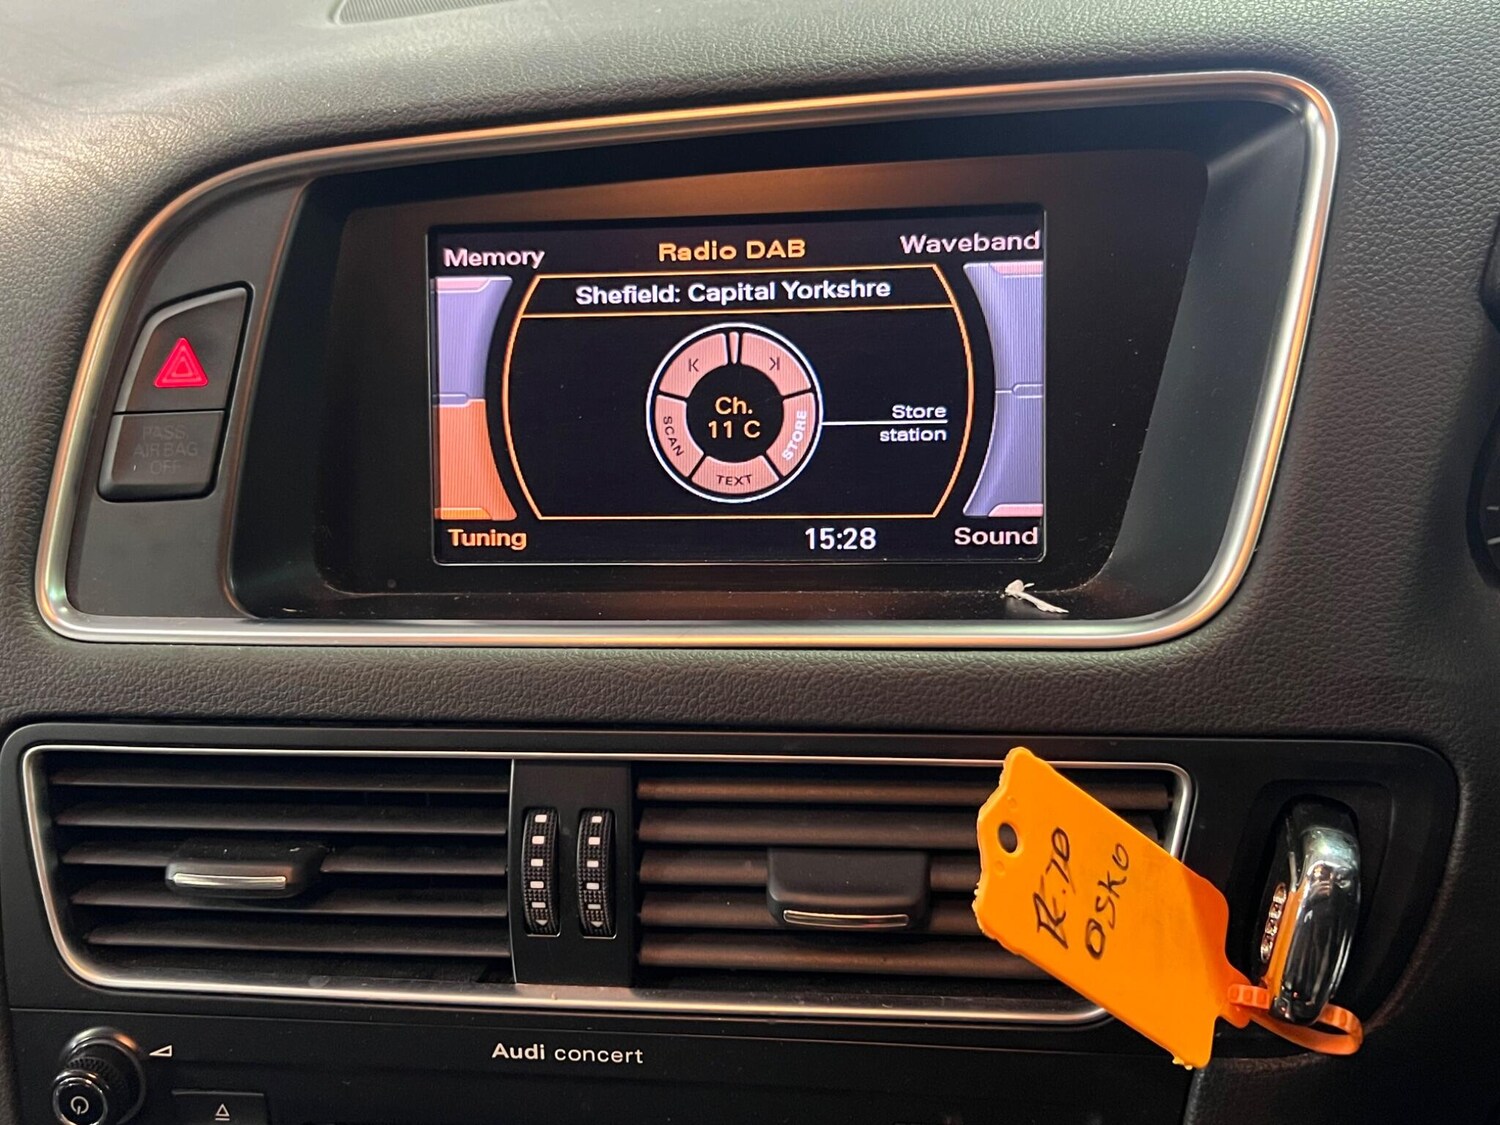 Memory
Radio DAB
Waveband
Shefield: Capital Yorkshre
Ch.
11 C
SCAN
TEXT
STORE
Store
station
Tuning
15:28
Sound
PASS
AIR BAG
OFF
OSKU
Audi concert